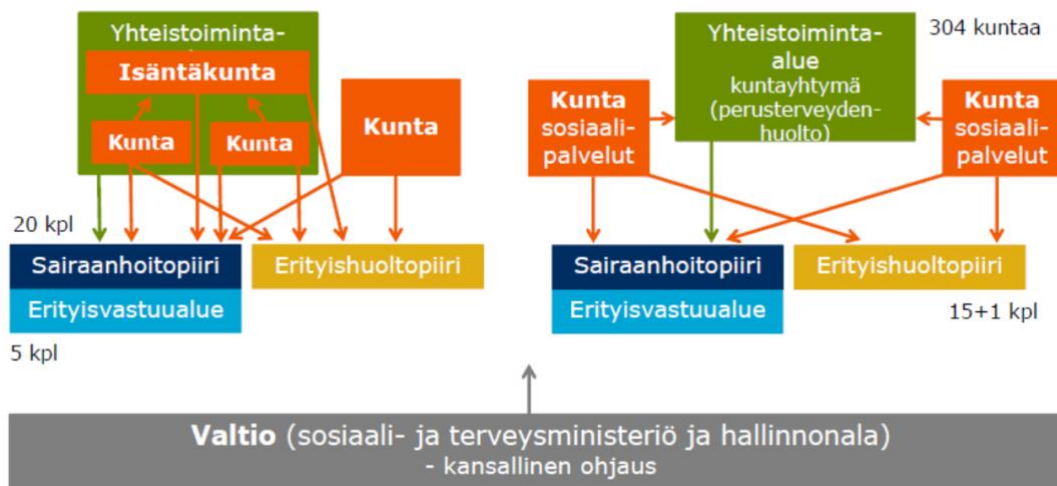 Yhteistoiminta-
Isäntäkunta
Kunta
Kunta
Kunta
20 kpl
Sairaanhoitopiiri
Erityishuoltopiiri
Erityisvastuualue
5 kpl
304 kuntaa
Yhteistoiminta-
alue
kuntayhtymä
(perusterveyden-
huolto)
Kunta
sosiaali-
palvelut
Kunta
sosiaali-
palvelut
Sairaanhoitopiiri
Erityishuoltopiiri
Erityisvastuualue
15+1 kpl
Valtio (sosiaali- ja terveysministeriö ja hallinnonala)
- kansallinen ohjaus